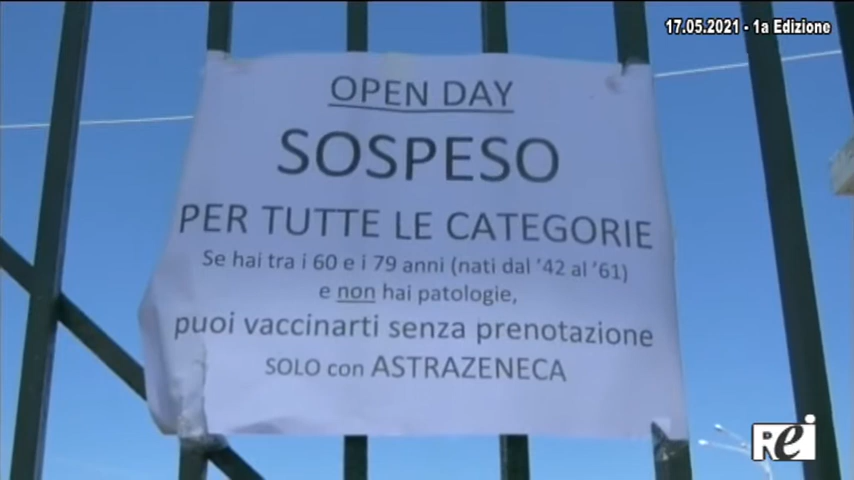 17.05.2021 - 1a Edizione
OPEN DAY
SOSPESO
PER TUTTE LE CATEGORIE
Se hai tra i 60 e i 79 anni (nati dal '42 al '61)
e non hai patologie,
puoi vaccinarti senza prenotazione
SOLO con ASTRAZENECA
Rei